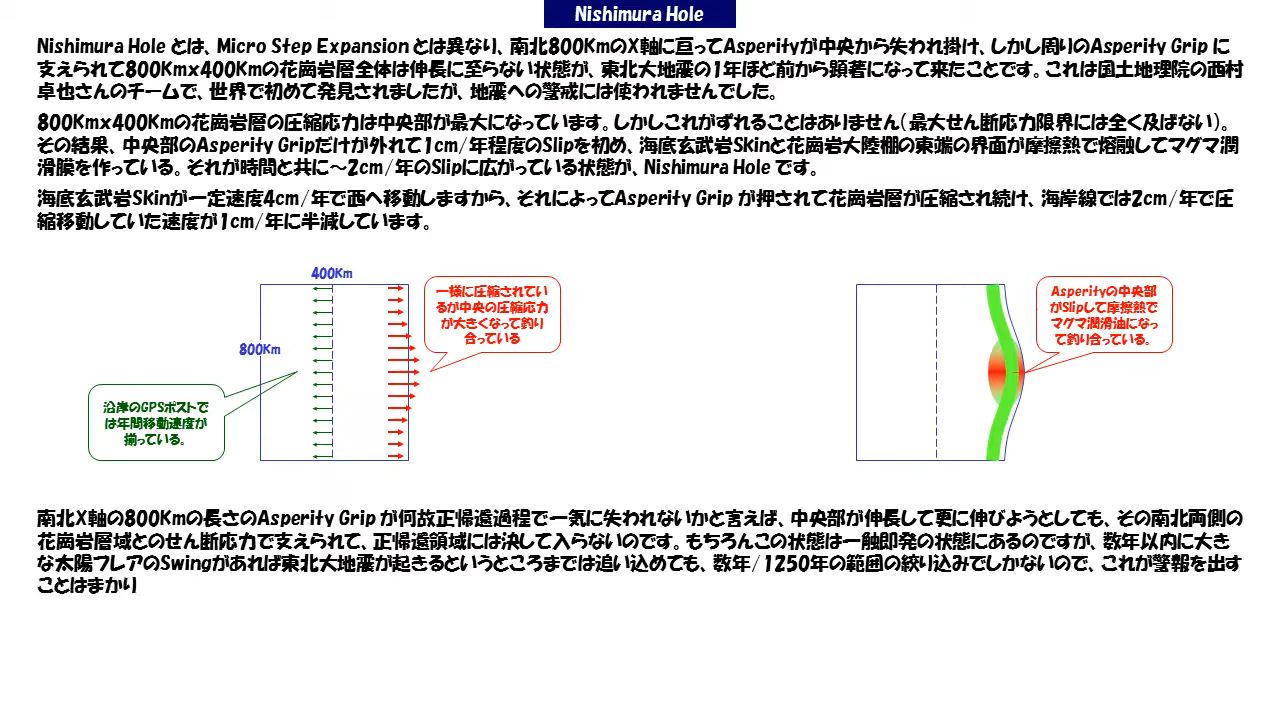 Nishimura Hole
Nishimura Hole とは、Micro Step Expansionとは異なり、南北800KmのX軸に亘ってAsperityが中央から失われ掛け、しかし周りのAsperity Grip に
支えられて800Kmx400Kmの花崗岩層全体は伸長に至らない状態が、東北大地震の1年ほど前から顕著になって来たことです。これは国土地理院の西村
卓也さんのチームで、世界で初めて発見されましたが、地震への警戒には使われませんでした。
800Kmx400Kmの花崗岩層の圧縮応力は中央部が最大になっています。しかしこれがずれることはありません(最大せん断応力限界には全く及ばない)。
その結果、中央部のAsperity Gripだけが外れて1cm/年程度のSlipを初め、海底玄武岩Skinと花崗岩大陸棚の東端の界面が摩擦熱で熔融してマグマ潤
滑膜を作っている。それが時間と共に～2cm/年のSlipに広がっている状態が、Nishimura Hole です。
海底玄武岩Skinが一定速度4cm/年で西へ移動しますから、それによってAsperity Grip が押されて花崗岩層が圧縮され続け、海岸線では2cm/年で圧
縮移動していた速度が1cm/年に半減しています。
400Km
800Km
一様に圧縮されてい
るが中央の圧縮応力
が大きくなって釣り
合っている
沿岸のGPSポストで
は年間移動速度が
揃っている。
Asperityの中央部
がSlipして摩擦熱で
マグマ潤滑油になっ
て釣り合っている。
南北X軸の800Kmの長さのAsperity Grip が何故正帰還過程で一気に失われないかと言えば、中央部が伸長して更に伸びようとしても、その南北両側の
花崗岩層域とのせん断応力で支えられて、正帰還領域には決して入らないのです。もちろんこの状態は一触即発の状態にあるのですが、数年以内に大き
な太陽フレアのSwingがあれば東北大地震が起きるというところまでは追い込めても、数年/1250年の範囲の絞り込みでしかないので、これが警報を出す
ことはまかり